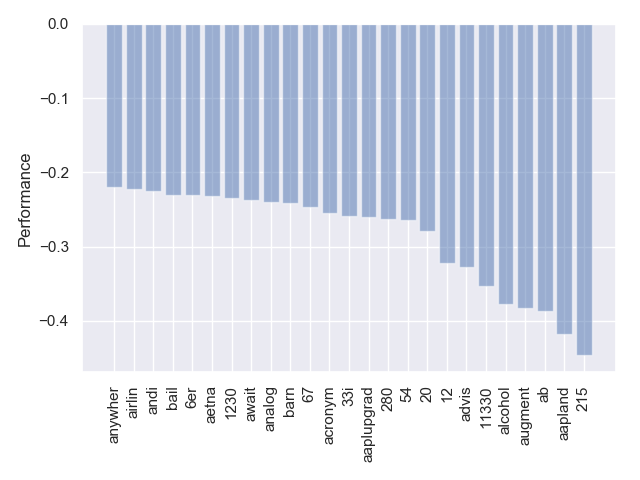 0.0
−0.1
−0.2
−0.3
−0.4
Performance
anywher
airlin
andi
bail
6er
aetna
1230
await
analog
barn
67
acronym
33i
aaplupgrad
280
54
20
12
advis
11330
alcohol
augment
ab
aapland
215